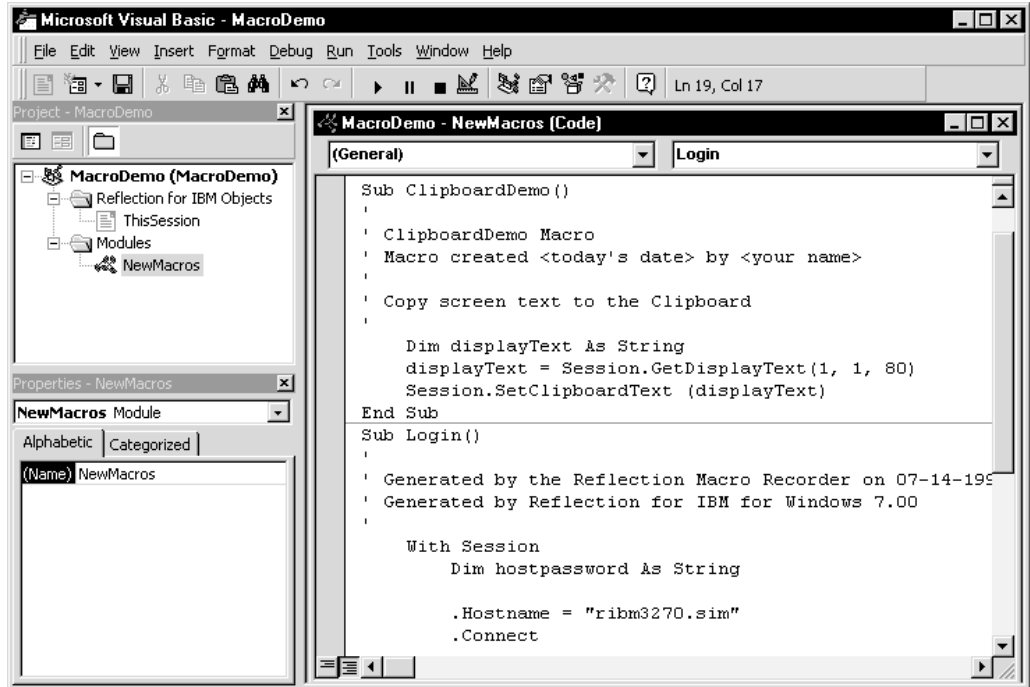 Microsoft Visual Basic - MacroDemo
File Edit View Insert Format Debug Run Tools Window Help
Ln 19, Col 17
Project - MacroDemo
MacroDemo (MacroDemo)
Reflection for IBM Objects
ThisSession
Modules
NewMacros
Properties - NewMacros
NewMacros Module
Alphabetic Categorized
(Name) NewMacros
MacroDemo - NewMacros (Code)
(General) Login
Sub ClipboardDemo()
'
' ClipboardDemo Macro
' Macro created <today's date> by <your name>
'
' Copy screen text to the Clipboard
'
Dim displayText As String
displayText = Session.GetDisplayText(1, 1, 80)
Session.SetClipboardText (displayText)
End Sub
Sub Login()
'
' Generated by the Reflection Macro Recorder on 07-14-199
' Generated by Reflection for IBM for Windows 7.00
'
With Session
Dim hostpassword As String
.Hostname = "ribm3270.sim"
.Connect